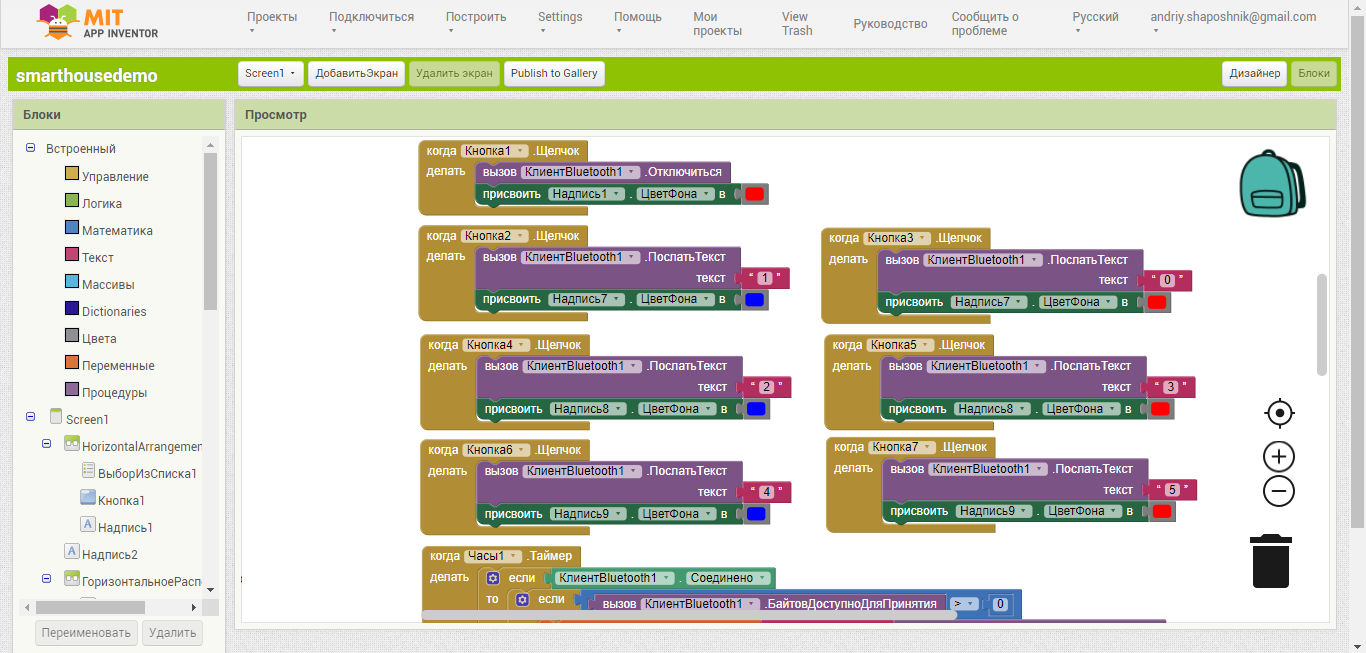 MIT
APP INVENTOR
Проекты
Подключиться
Построить
Settings
Помощь
Мои
проекты
View
Trash
Руководство
Сообщить о
проблеме
Русский
andriy.shaposhnik@gmail.com
smarthousedemo
Screen1
ДобавитьЭкран
Удалить экран
Publish to Gallery
Дизайнер
Блоки
Блоки
Встроенный
Управление
Логика
Математика
Текст
Массивы
Dictionaries
Цвета
Переменные
Процедуры
Screen1
HorizontalArrangemen
ВыборИзСписка1
Кнопка1
Надпись1
Надпись2
ГоризонтальноеРасп
Переименовать
Удалить
Просмотр
когда Кнопка1 .Щелчок
делать вызов КлиентBluetooth1 .Отключиться
присвоить Надпись1 . ЦветФона в
когда Кнопка2 .Щелчок
делать вызов КлиентBluetooth1 .ПослатьТекст
текст " 1 "
присвоить Надпись7 . ЦветФона в
когда Кнопка3 .Щелчок
делать вызов КлиентBluetooth1 .ПослатьТекст
текст " 0 "
присвоить Надпись7 . ЦветФона в
когда Кнопка4 .Щелчок
делать вызов КлиентBluetooth1 .ПослатьТекст
текст " 2 "
присвоить Надпись8 . ЦветФона в
когда Кнопка5 .Щелчок
делать вызов КлиентBluetooth1 .ПослатьТекст
текст " 3 "
присвоить Надпись8 . ЦветФона в
когда Кнопка6 .Щелчок
делать вызов КлиентBluetooth1 .ПослатьТекст
текст " 4 "
присвоить Надпись9 . ЦветФона в
когда Кнопка7 .Щелчок
делать вызов КлиентBluetooth1 .ПослатьТекст
текст " 5 "
присвоить Надпись9 . ЦветФона в
когда Часы1 .Таймер
делать если КлиентBluetooth1 . Соединено
то если вызов КлиентBluetooth1 .БайтовДоступноДляПринятия > 0